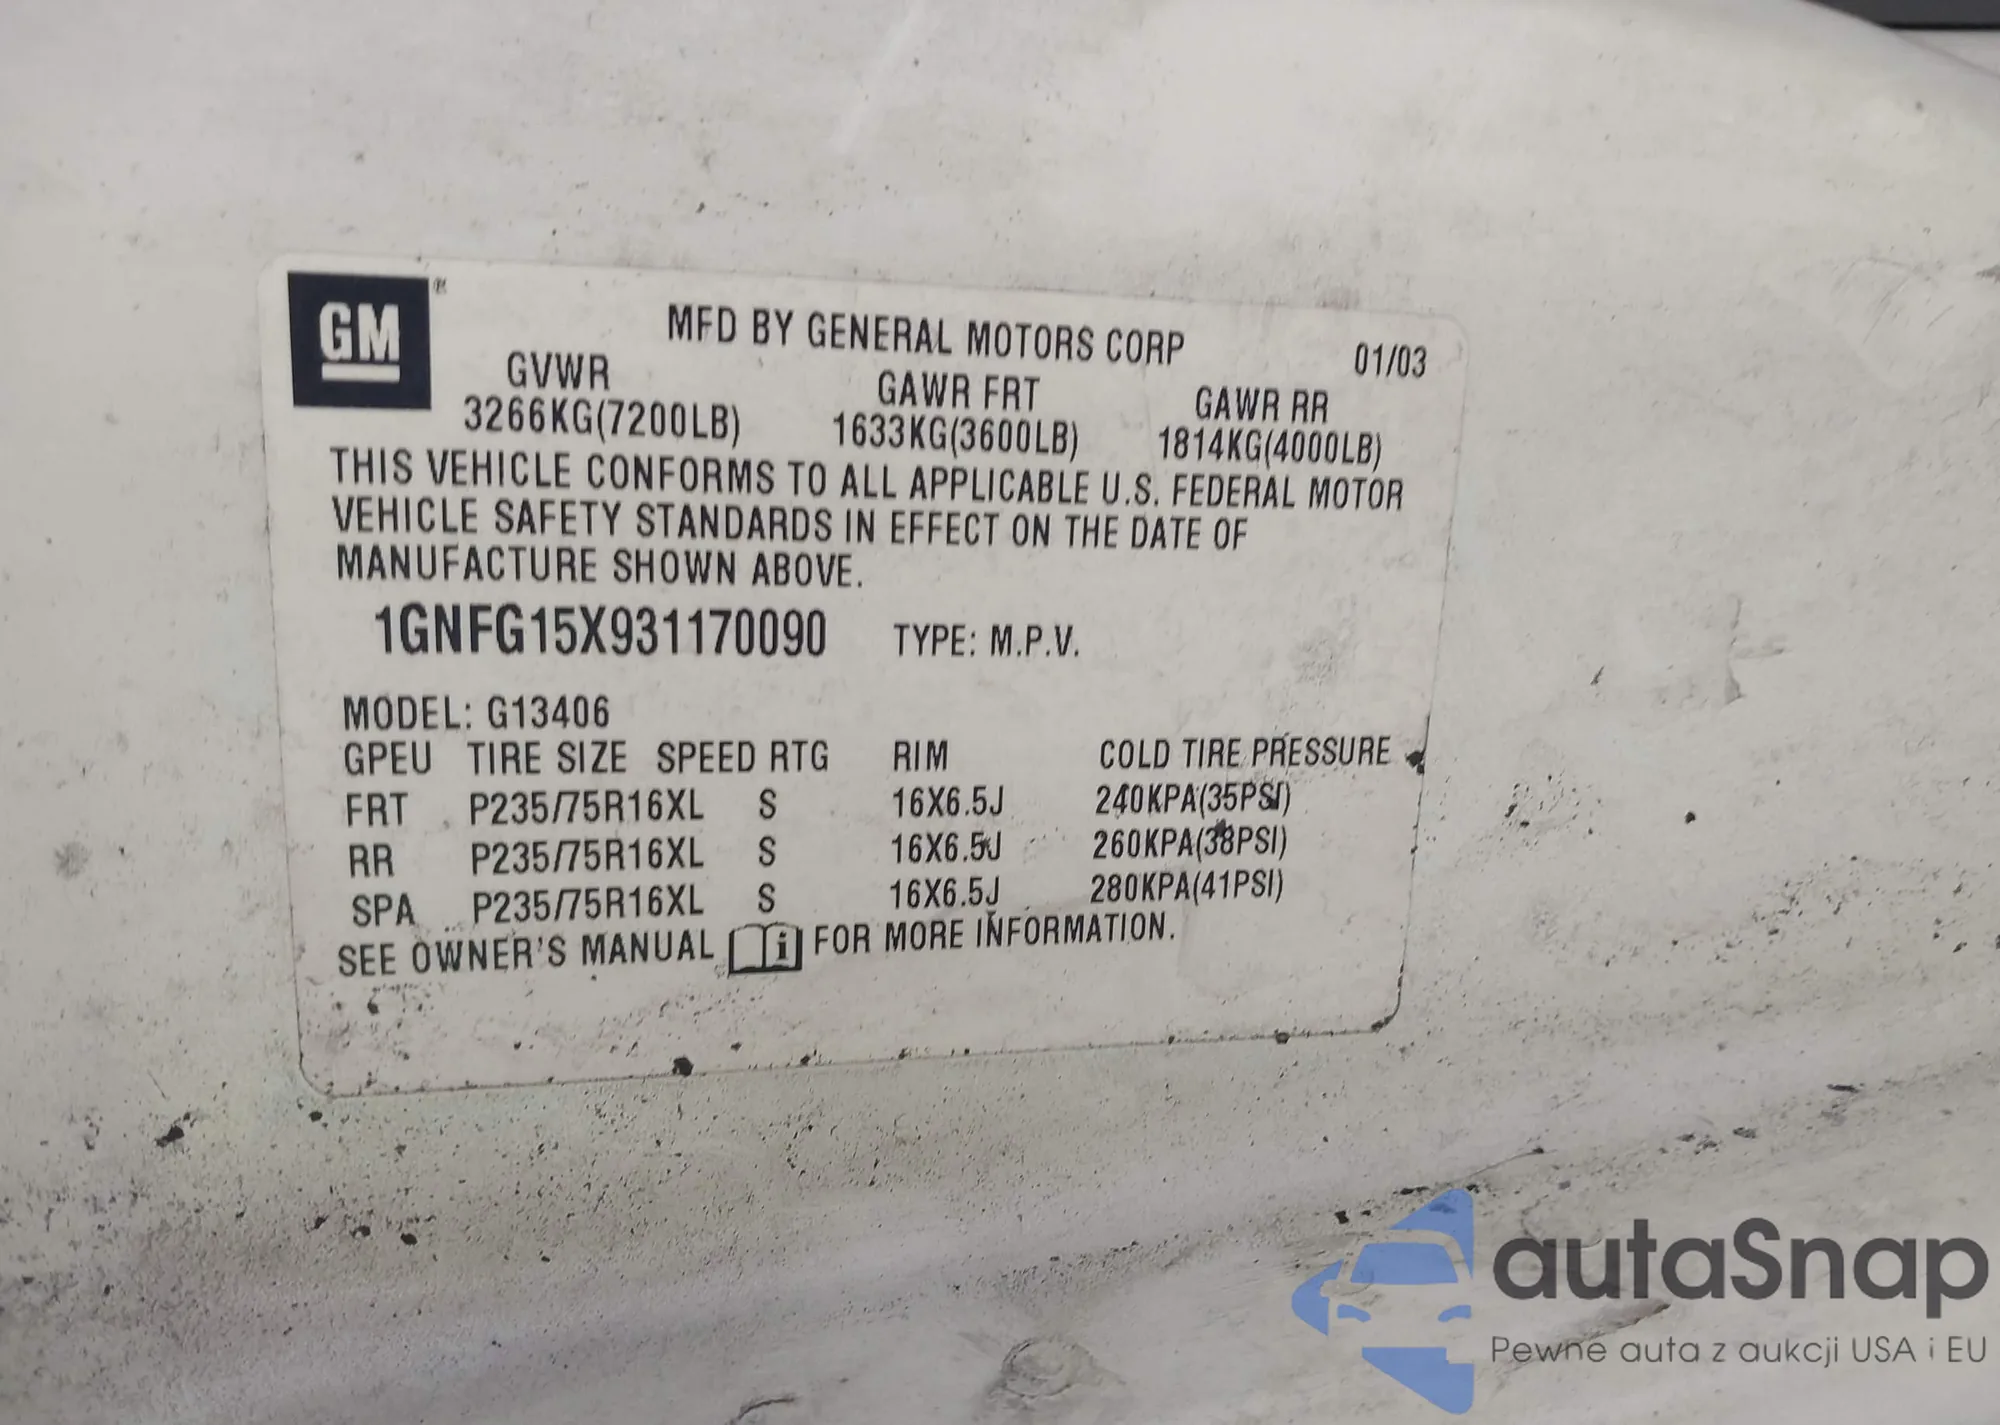 GM®
MFD BY GENERAL MOTORS CORP 01/03
GVWR GAWR FRT GAWR RR
3266KG(7200LB) 1633KG(3600LB) 1814KG(4000LB)
THIS VEHICLE CONFORMS TO ALL APPLICABLE U.S. FEDERAL MOTOR
VEHICLE SAFETY STANDARDS IN EFFECT ON THE DATE OF
MANUFACTURE SHOWN ABOVE.
1GNFG15X931170090 TYPE: M.P.V.
MODEL: G13406
GPEU TIRE SIZE SPEED RTG RIM COLD TIRE PRESSURE
FRT P235/75R16XL S 16X6.5J 240KPA(35PSI)
RR P235/75R16XL S 16X6.5J 260KPA(38PSI)
SPA P235/75R16XL S 16X6.5J 280KPA(41PSI)
SEE OWNER'S MANUAL i FOR MORE INFORMATION.
autaSnap
Pewne auta z aukcji USA i EU